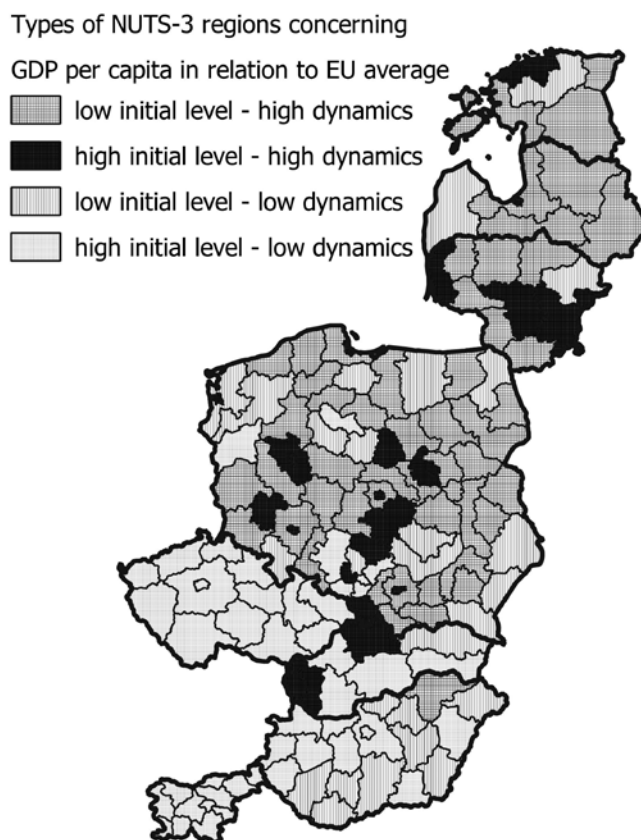 Types of NUTS-3 regions concerning
GDP per capita in relation to EU average
low initial level - high dynamics
high initial level - high dynamics
low initial level - low dynamics
high initial level - low dynamics